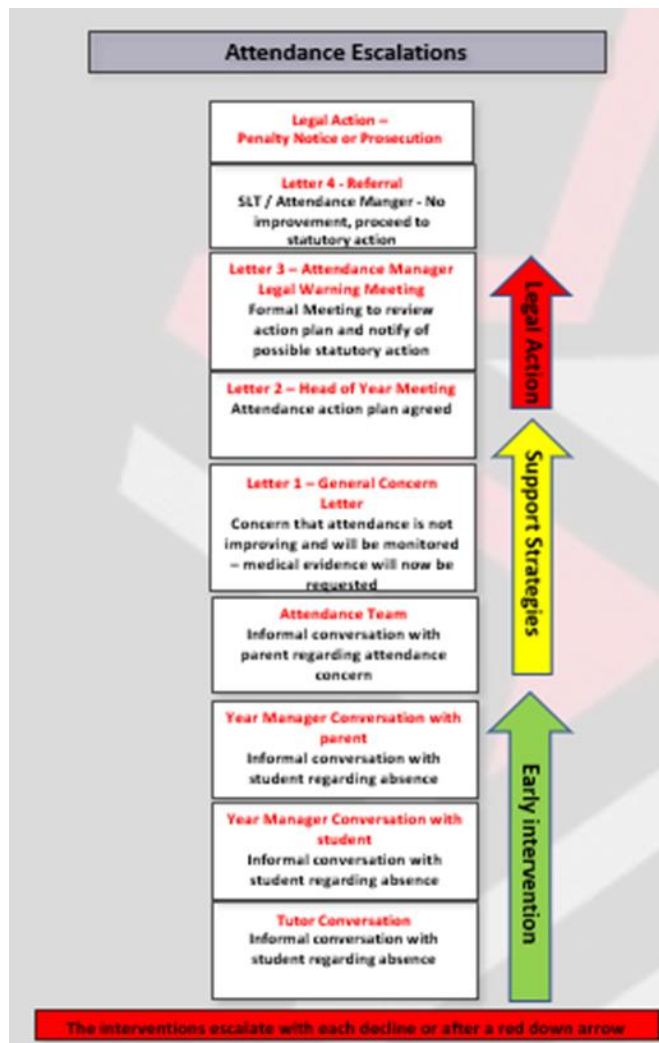 Attendance Escalations
Legal Action –
Penalty Notice or Prosecution
Letter 4 - Referral
SLT / Attendance Manger - No
improvement, proceed to
statutory action
Letter 3 – Attendance Manager
Legal Warning Meeting
Formal Meeting to review
action plan and notify of
possible statutory action
Legal Action
Letter 2 – Head of Year Meeting
Attendance action plan agreed
Letter 1 – General Concern
Letter
Concern that attendance is not
improving and will be monitored
– medical evidence will now be
requested
Support Strategies
Attendance Team
Informal conversation with
parent regarding attendance
concern
Year Manager Conversation with
parent
Informal conversation with
student regarding absence
Year Manager Conversation with
student
Informal conversation with
student regarding absence
Early intervention
Tutor Conversation
Informal conversation with
student regarding absence
The interventions escalate with each decline or after a red down arrow